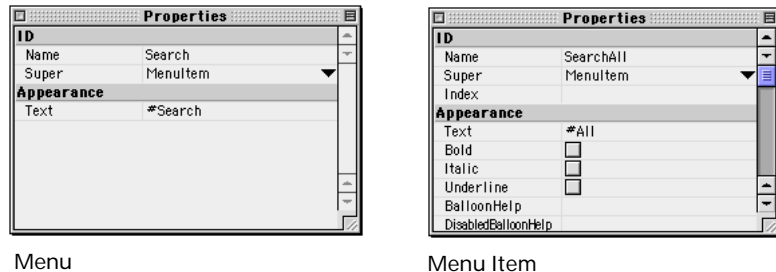 Properties
ID
Name Search
Super MenuItem
Appearance
Text #Search
Menu
Properties
ID
Name SearchAll
Super MenuItem
Index
Appearance
Text #All
Bold
Italic
Underline
BalloonHelp
DisabledBalloonHelp
Menu Item